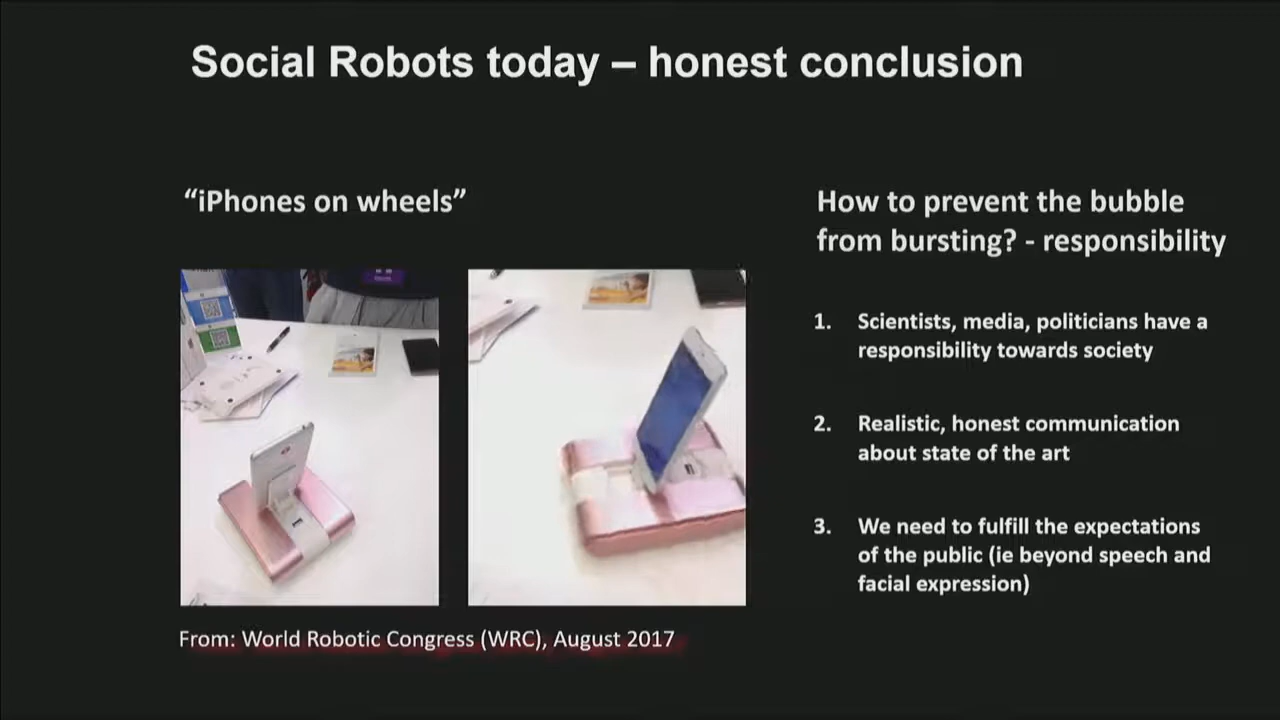 Social Robots today – honest conclusion
“iPhones on wheels”
How to prevent the bubble
from bursting? - responsibility
1. Scientists, media, politicians have a
responsibility towards society
2. Realistic, honest communication
about state of the art
3. We need to fulfill the expectations
of the public (ie beyond speech and
facial expression)
From: World Robotic Congress (WRC), August 2017